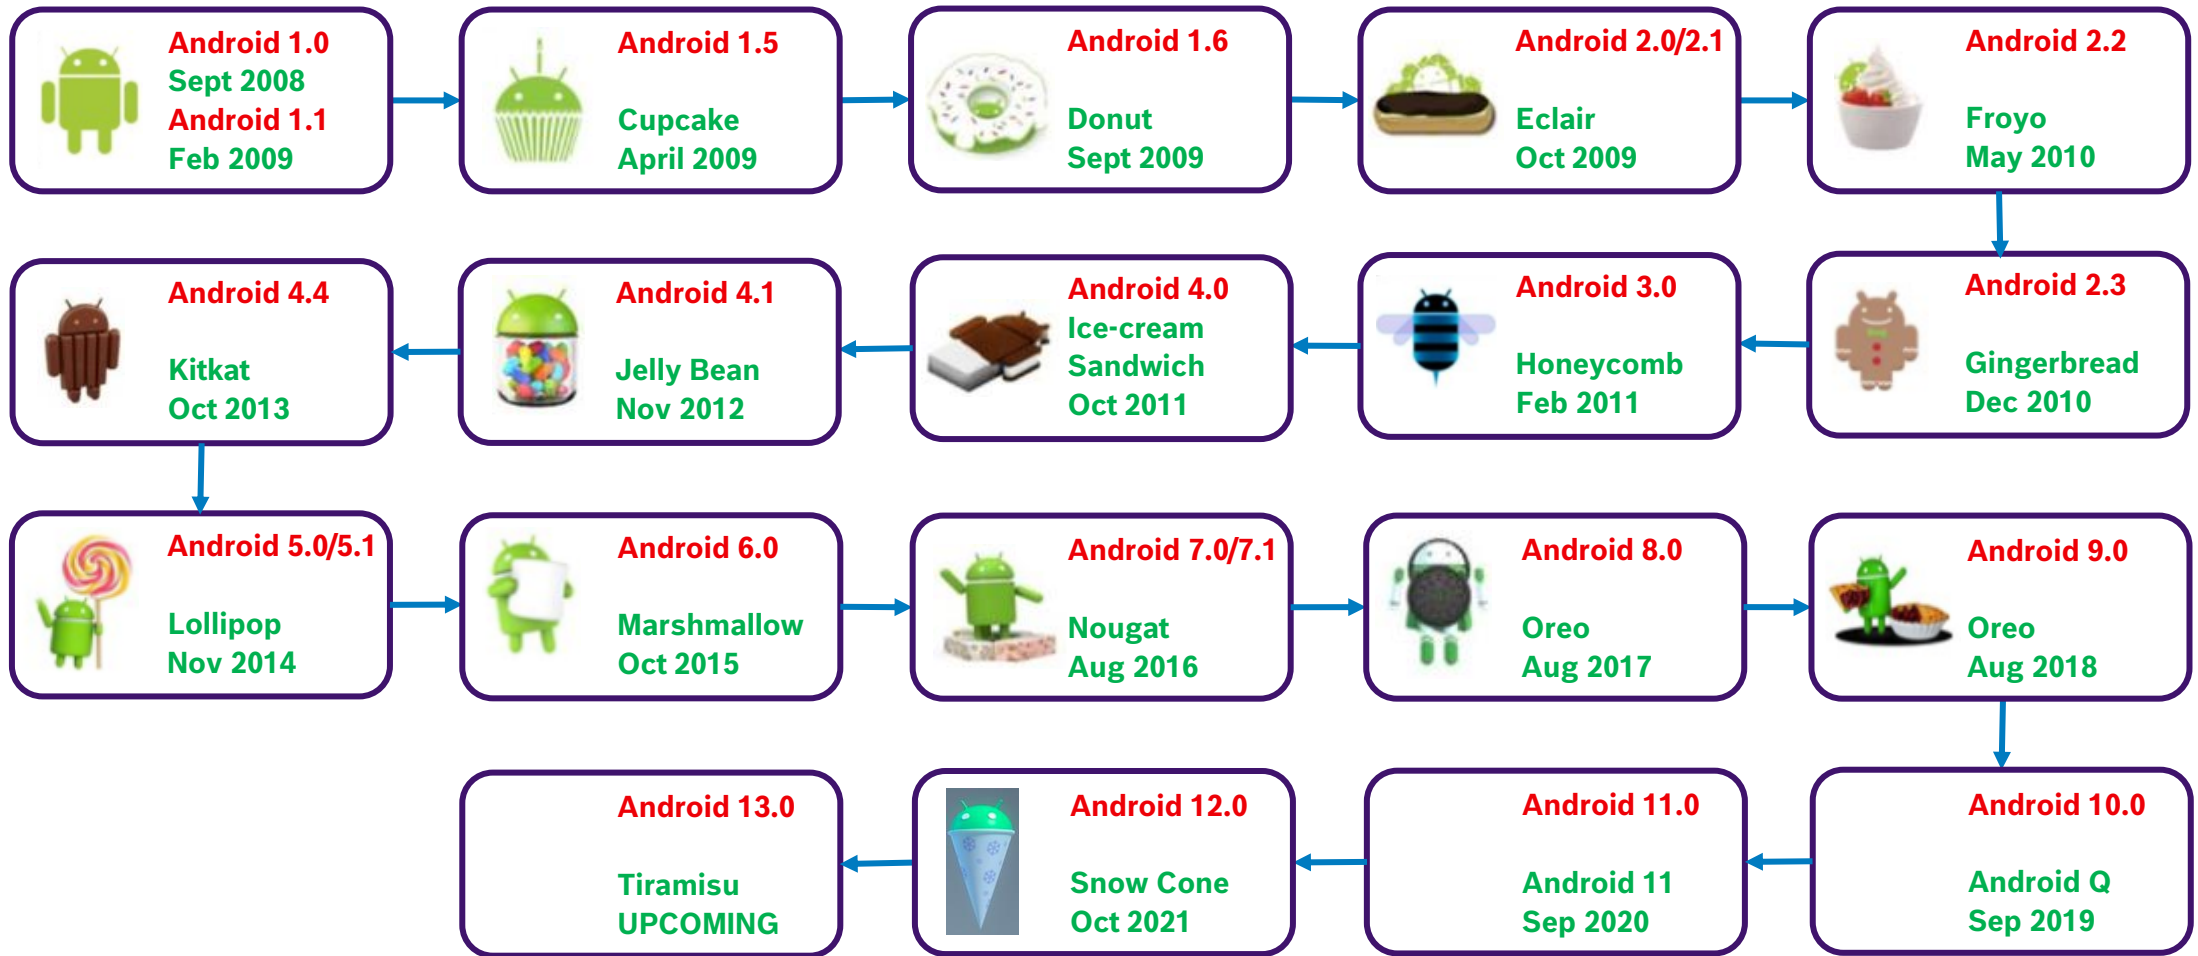 Android 1.0
Sept 2008
Android 1.1
Feb 2009
Android 1.5
Cupcake
April 2009
Android 1.6
Donut
Sept 2009
Android 2.0/2.1
Eclair
Oct 2009
Android 2.2
Froyo
May 2010
Android 2.3
Gingerbread
Dec 2010
Android 3.0
Honeycomb
Feb 2011
Android 4.0
Ice-cream
Sandwich
Oct 2011
Android 4.1
Jelly Bean
Nov 2012
Android 4.4
Kitkat
Oct 2013
Android 5.0/5.1
Lollipop
Nov 2014
Android 6.0
Marshmallow
Oct 2015
Android 7.0/7.1
Nougat
Aug 2016
Android 8.0
Oreo
Aug 2017
Android 9.0
Oreo
Aug 2018
Android 10.0
Android Q
Sep 2019
Android 11.0
Android 11
Sep 2020
Android 12.0
Snow Cone
Oct 2021
Android 13.0
Tiramisu
UPCOMING